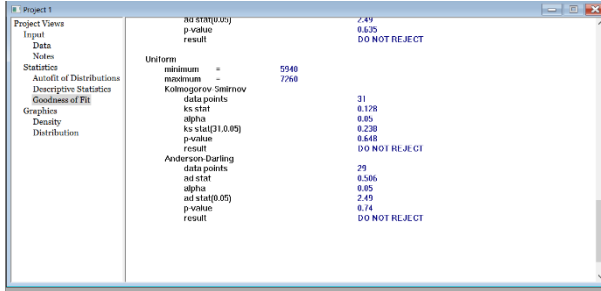 Project 1
Project Views
Input
Data
Notes
Statistics
Autofit of Distributions
Descriptive Statistics
Goodness of Fit
Graphics
Density
Distribution
ad stat(0.05) 2.49
p-value 0.635
result DO NOT REJECT
Uniform
minimum = 5940
maximum = 7260
Kolmogorov-Smirnov
data points 31
ks stat 0.128
alpha 0.05
ks stat(31,0.05) 0.238
p-value 0.648
result DO NOT REJECT
Anderson-Darling
data points 29
ad stat 0.506
alpha 0.05
ad stat(0.05) 2.49
p-value 0.74
result DO NOT REJECT